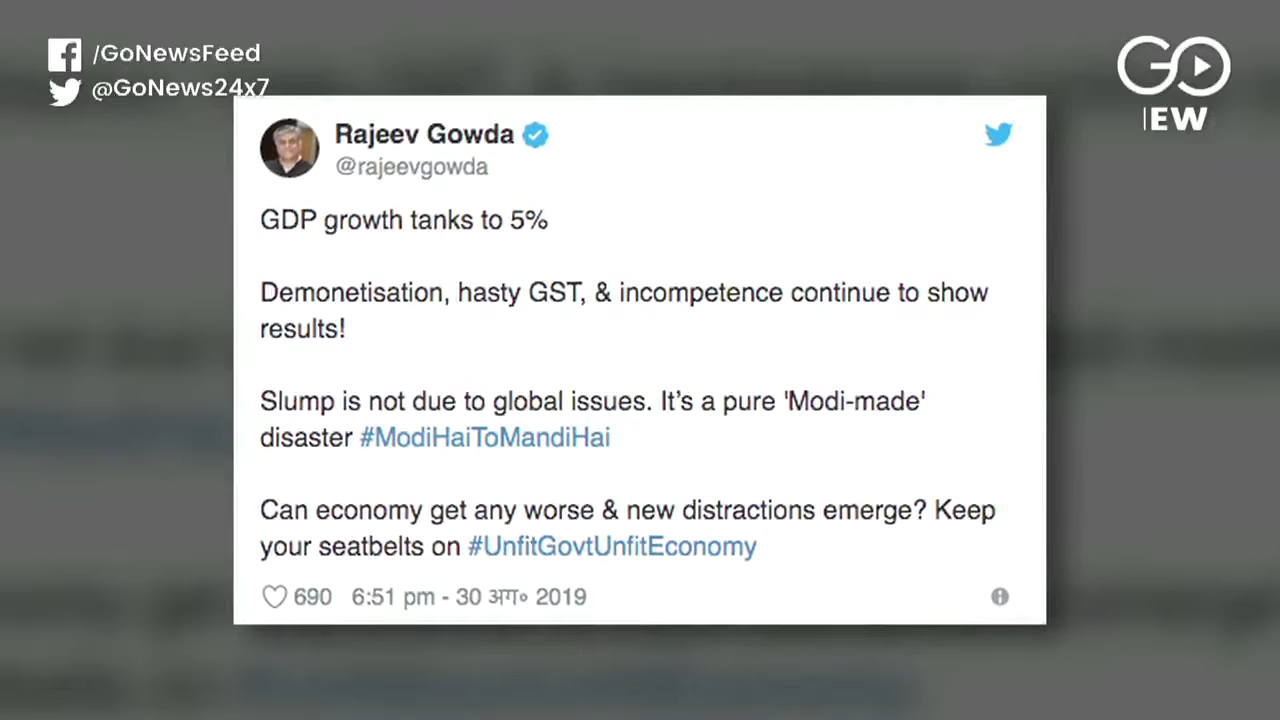 /GoNewsFeed
@GoNews24x7
GO
EW
Rajeev Gowda
@rajeevgowda
GDP growth tanks to 5%
Demonetisation, hasty GST, & incompetence continue to show
results!
Slump is not due to global issues. It’s a pure 'Modi-made'
disaster #ModiHaiToMandiHai
Can economy get any worse & new distractions emerge? Keep
your seatbelts on #UnfitGovtUnfitEconomy
690 6:51 pm - 30 अग॰ 2019